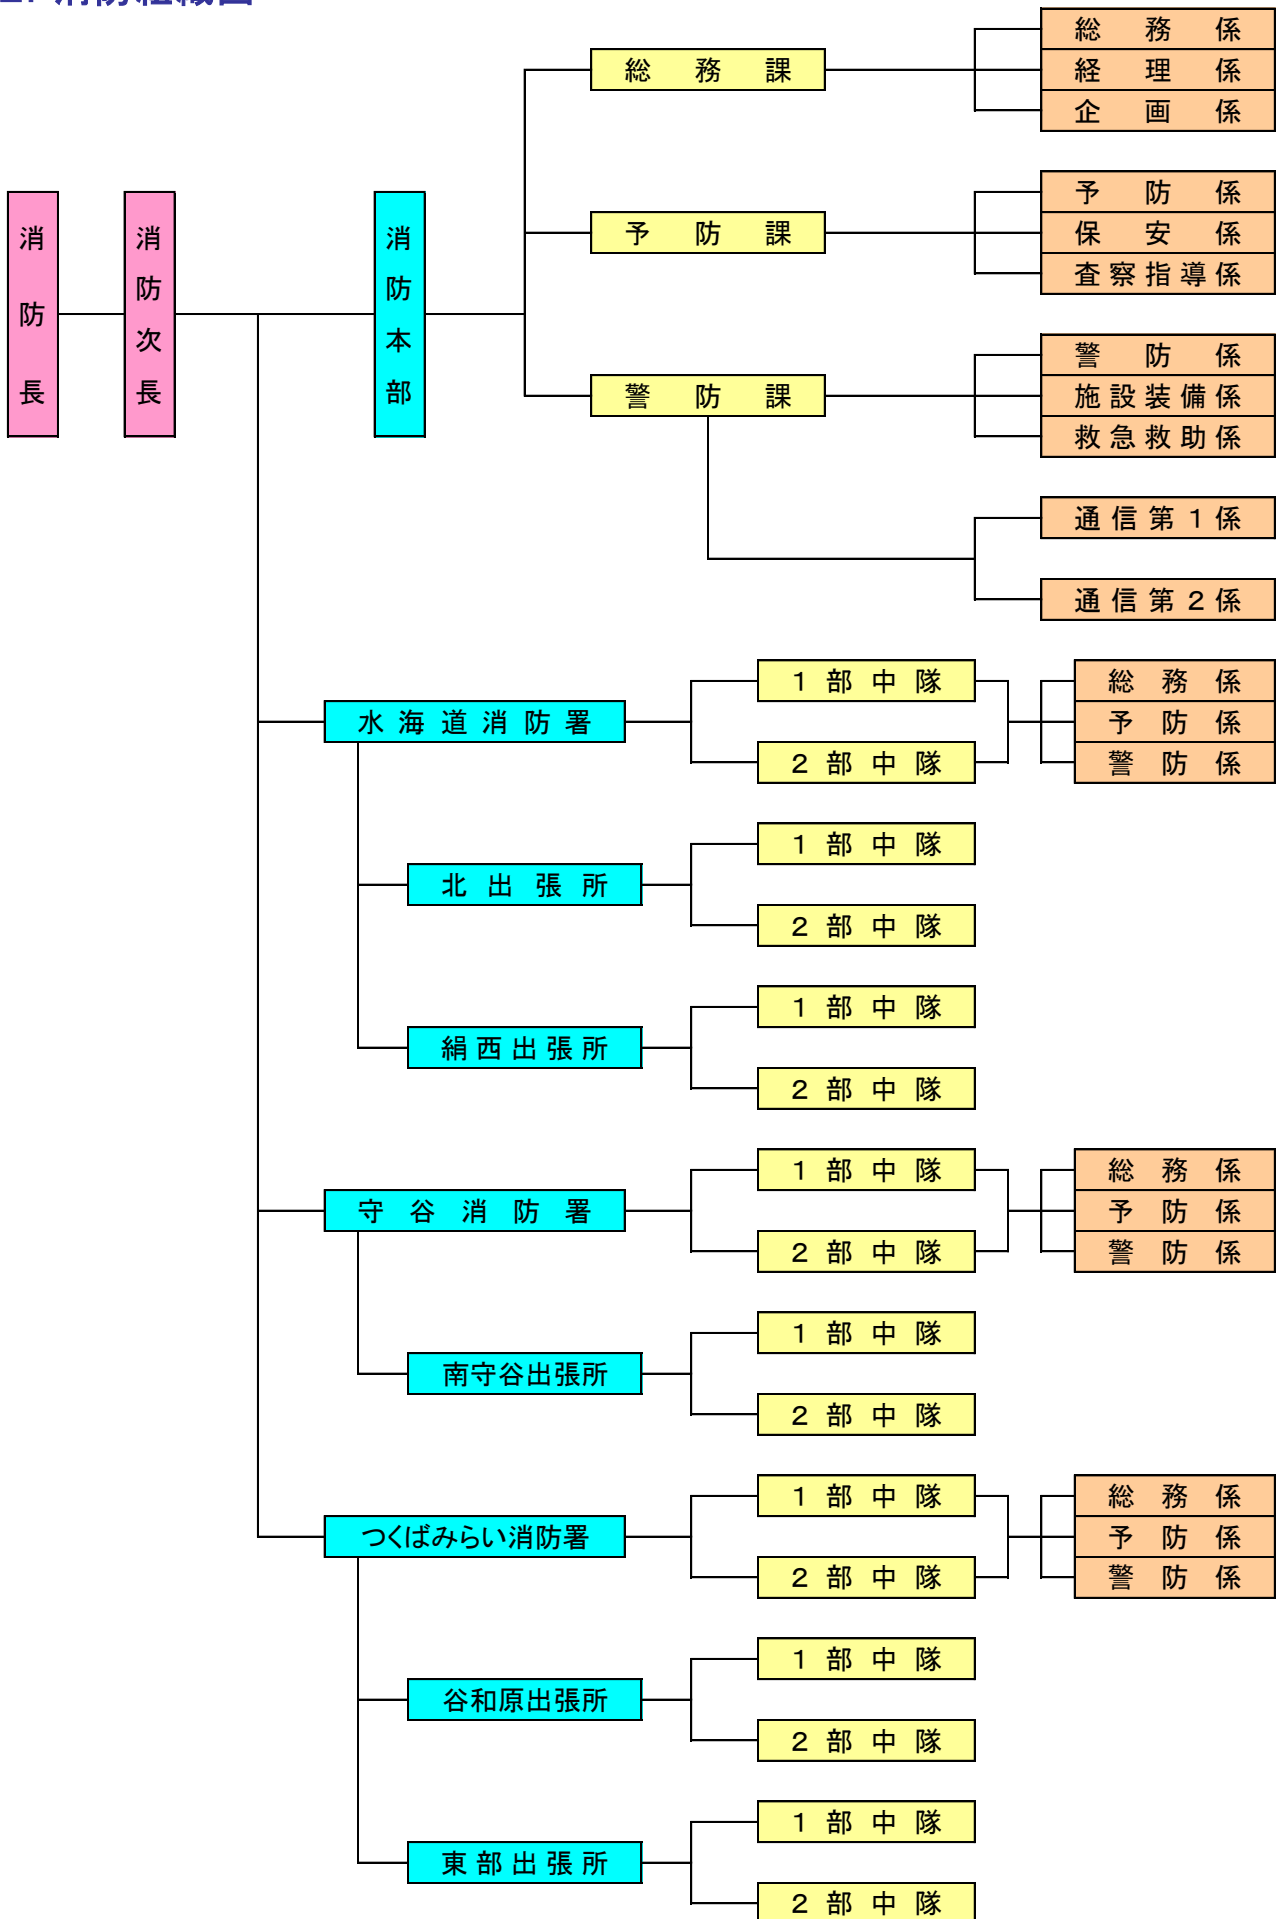 消防組織図
総務係
総務課
経理係
企画係
予防係
予防課
保安係
査察指導係
消防長
消防次長
消防本部
警防係
警防課
施設装備係
救急救助係
通信第1係
通信第2係
1部中隊
総務係
水海道消防署
予防係
2部中隊
警防係
1部中隊
北出張所
2部中隊
1部中隊
絹西出張所
2部中隊
1部中隊
総務係
守谷消防署
予防係
2部中隊
警防係
1部中隊
南守谷出張所
2部中隊
1部中隊
総務係
つくばみらい消防署
予防係
2部中隊
警防係
1部中隊
谷和原出張所
2部中隊
1部中隊
東部出張所
2部中隊